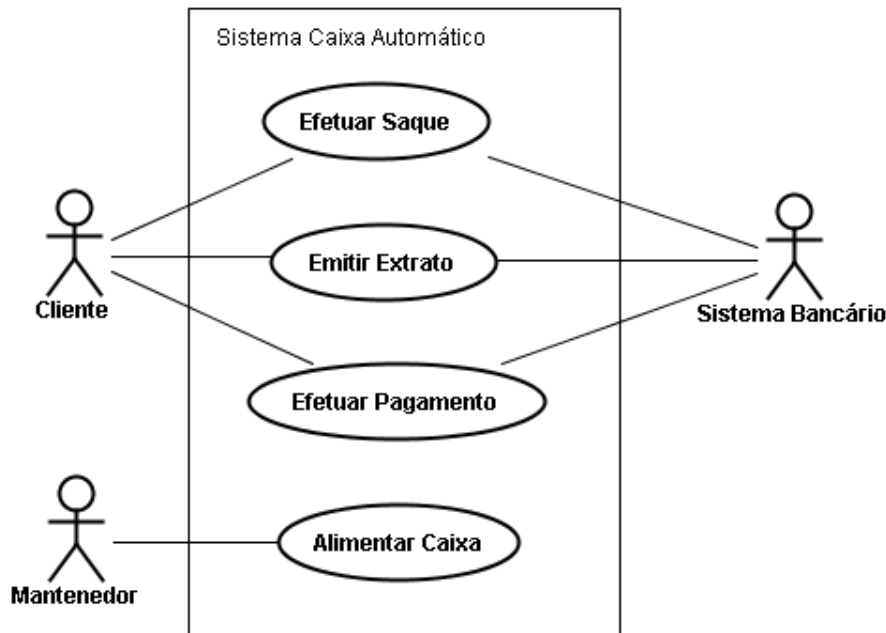 Sistema Caixa Automático
Efetuar Saque
Emitir Extrato
Cliente
Sistema Bancário
Efetuar Pagamento
Alimentar Caixa
Mantenedor